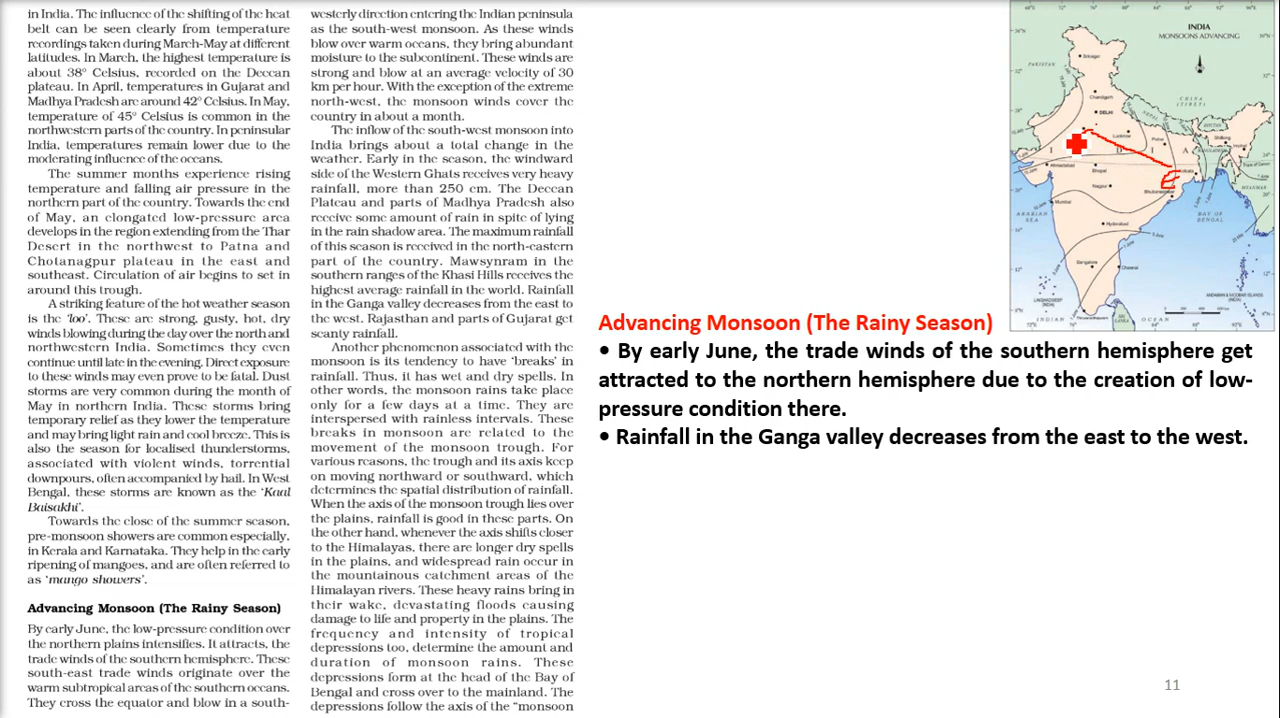 in India. The influence of the shifting of the heat
belt can be seen clearly from temperature
recordings taken during March-May at different
latitudes. In March, the highest temperature is
about 38° Celsius, recorded on the Deccan
plateau. In April, temperatures in Gujarat and
Madhya Pradesh are around 42° Celsius. In May,
temperature of 45° Celsius is common in the
northwestern parts of the country. In peninsular
India, temperatures remain lower due to the
moderating influence of the oceans.
The summer months experience rising
temperature and falling air pressure in the
northern part of the country. Towards the end
of May, an elongated low-pressure area
develops in the region extending from the Thar
Desert in the northwest to Patna and
Chotanagpur plateau in the east and
southeast. Circulation of air begins to set in
around this trough.
A striking feature of the hot weather season
is the 'loo'. These are strong, gusty, hot, dry
winds blowing during the day over the north and
northwestern India. Sometimes they even
continue until late in the evening. Direct exposure
to these winds may even prove to be fatal. Dust
storms are very common during the month of
May in northern India. These storms bring
temporary relief as they lower the temperature
and may bring light rain and cool breeze. This is
also the season for localised thunderstorms,
associated with violent winds, torrential
downpours, often accompanied by hail. In West
Bengal, these storms are known as the 'Kaal
Baisakhi'.
Towards the close of the summer season,
pre-monsoon showers are common especially,
in Kerala and Karnataka. They help in the early
ripening of mangoes, and are often referred to
as 'mango showers'.
Advancing Monsoon (The Rainy Season)
By early June, the low-pressure condition over
the northern plains intensifies. It attracts, the
trade winds of the southern hemisphere. These
south-east trade winds originate over the
warm subtropical areas of the southern oceans.
They cross the equator and blow in a south-
westerly direction entering the Indian peninsula
as the south-west monsoon. As these winds
blow over warm oceans, they bring abundant
moisture to the subcontinent. These winds are
strong and blow at an average velocity of 30
km per hour. With the exception of the extreme
north-west, the monsoon winds cover the
country in about a month.
The inflow of the south-west monsoon into
India brings about a total change in the
weather. Early in the season, the windward
side of the Western Ghats receives very heavy
rainfall, more than 250 cm. The Deccan
Plateau and parts of Madhya Pradesh also
receive some amount of rain in spite of lying
in the rain shadow area. The maximum rainfall
of this season is received in the north-eastern
part of the country. Mawsynram in the
southern ranges of the Khasi Hills receives the
highest average rainfall in the world. Rainfall
in the Ganga valley decreases from the east to
the west. Rajasthan and parts of Gujarat get
scanty rainfall.
Another phenomenon associated with the
monsoon is its tendency to have 'breaks' in
rainfall. Thus, it has wet and dry spells. In
other words, the monsoon rains take place
only for a few days at a time. They are
interspersed with rainless intervals. These
breaks in monsoon are related to the
movement of the monsoon trough. For
various reasons, the trough and its axis keep
on moving northward or southward, which
determines the spatial distribution of rainfall.
When the axis of the monsoon trough lies over
the plains, rainfall is good in these parts. On
the other hand, whenever the axis shifts closer
to the Himalayas, there are longer dry spells
in the plains, and widespread rain occur in
the mountainous catchment areas of the
Himalayan rivers. These heavy rains bring in
their wake, devastating floods causing
damage to life and property in the plains. The
frequency and intensity of tropical
depressions too, determine the amount and
duration of monsoon rains. These
depressions form at the head of the Bay of
Bengal and cross over to the mainland. The
depressions follow the axis of the "monsoon
INDIA
MONSOONS ADVANCING
PAKISTAN
Srinagar
Chandigarh
DELHI
CHINA
(TIBET)
NEPAL
BHUTAN
Lucknow
Patna
Shillong
Ahmadabad
Bhopal
Kolkata
Nagpur
Bhubaneshwar
MYANMAR
Mumbai
ARABIAN
SEA
BAY OF
BENGAL
Hyderabad
Bangalore
Chennai
LAKSHADWEEP
(INDIA)
ANDAMAN & NICOBAR ISLANDS
(INDIA)
Thiruvananthapuram
SRI
LANKA
INDIAN OCEAN
Advancing Monsoon (The Rainy Season)
• By early June, the trade winds of the southern hemisphere get
attracted to the northern hemisphere due to the creation of low-
pressure condition there.
• Rainfall in the Ganga valley decreases from the east to the west.
11